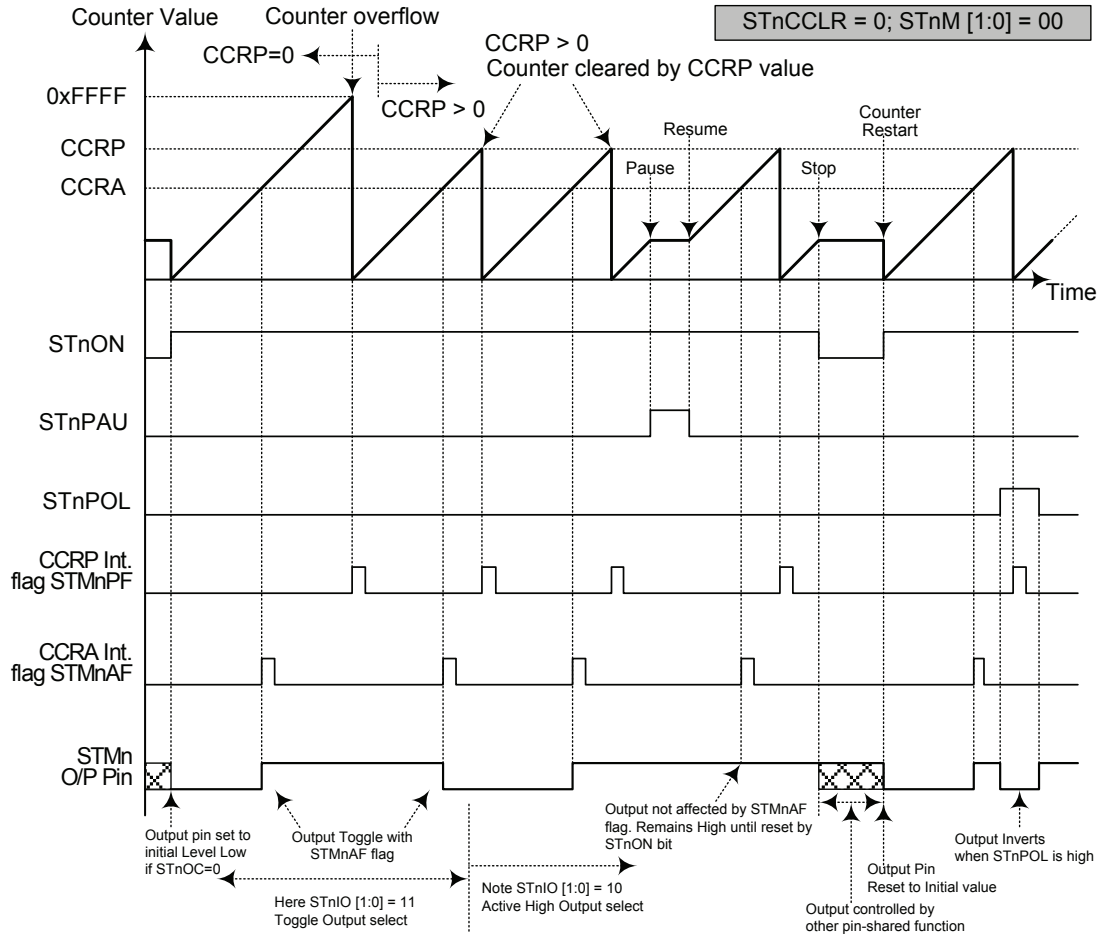 Counter Value
Counter overflow
STnCCLR = 0; STnM [1:0] = 00
CCRP=0
CCRP > 0
CCRP > 0
Counter cleared by CCRP value
0xFFFF
CCRP
CCRA
Pause
Resume
Stop
Counter
Restart
Time
STnON
STnPAU
STnPOL
CCRP Int.
flag STMnPF
CCRA Int.
flag STMnAF
STMn
O/P Pin
Output pin set to
initial Level Low
if STnOC=0
Output Toggle with
STMnAF flag
Output not affected by STMnAF
flag. Remains High until reset by
STnON bit
Output Inverts
when STnPOL is high
Output Pin
Reset to Initial value
Here STnIO [1:0] = 11
Toggle Output select
Note STnIO [1:0] = 10
Active High Output select
Output controlled by
other pin-shared function